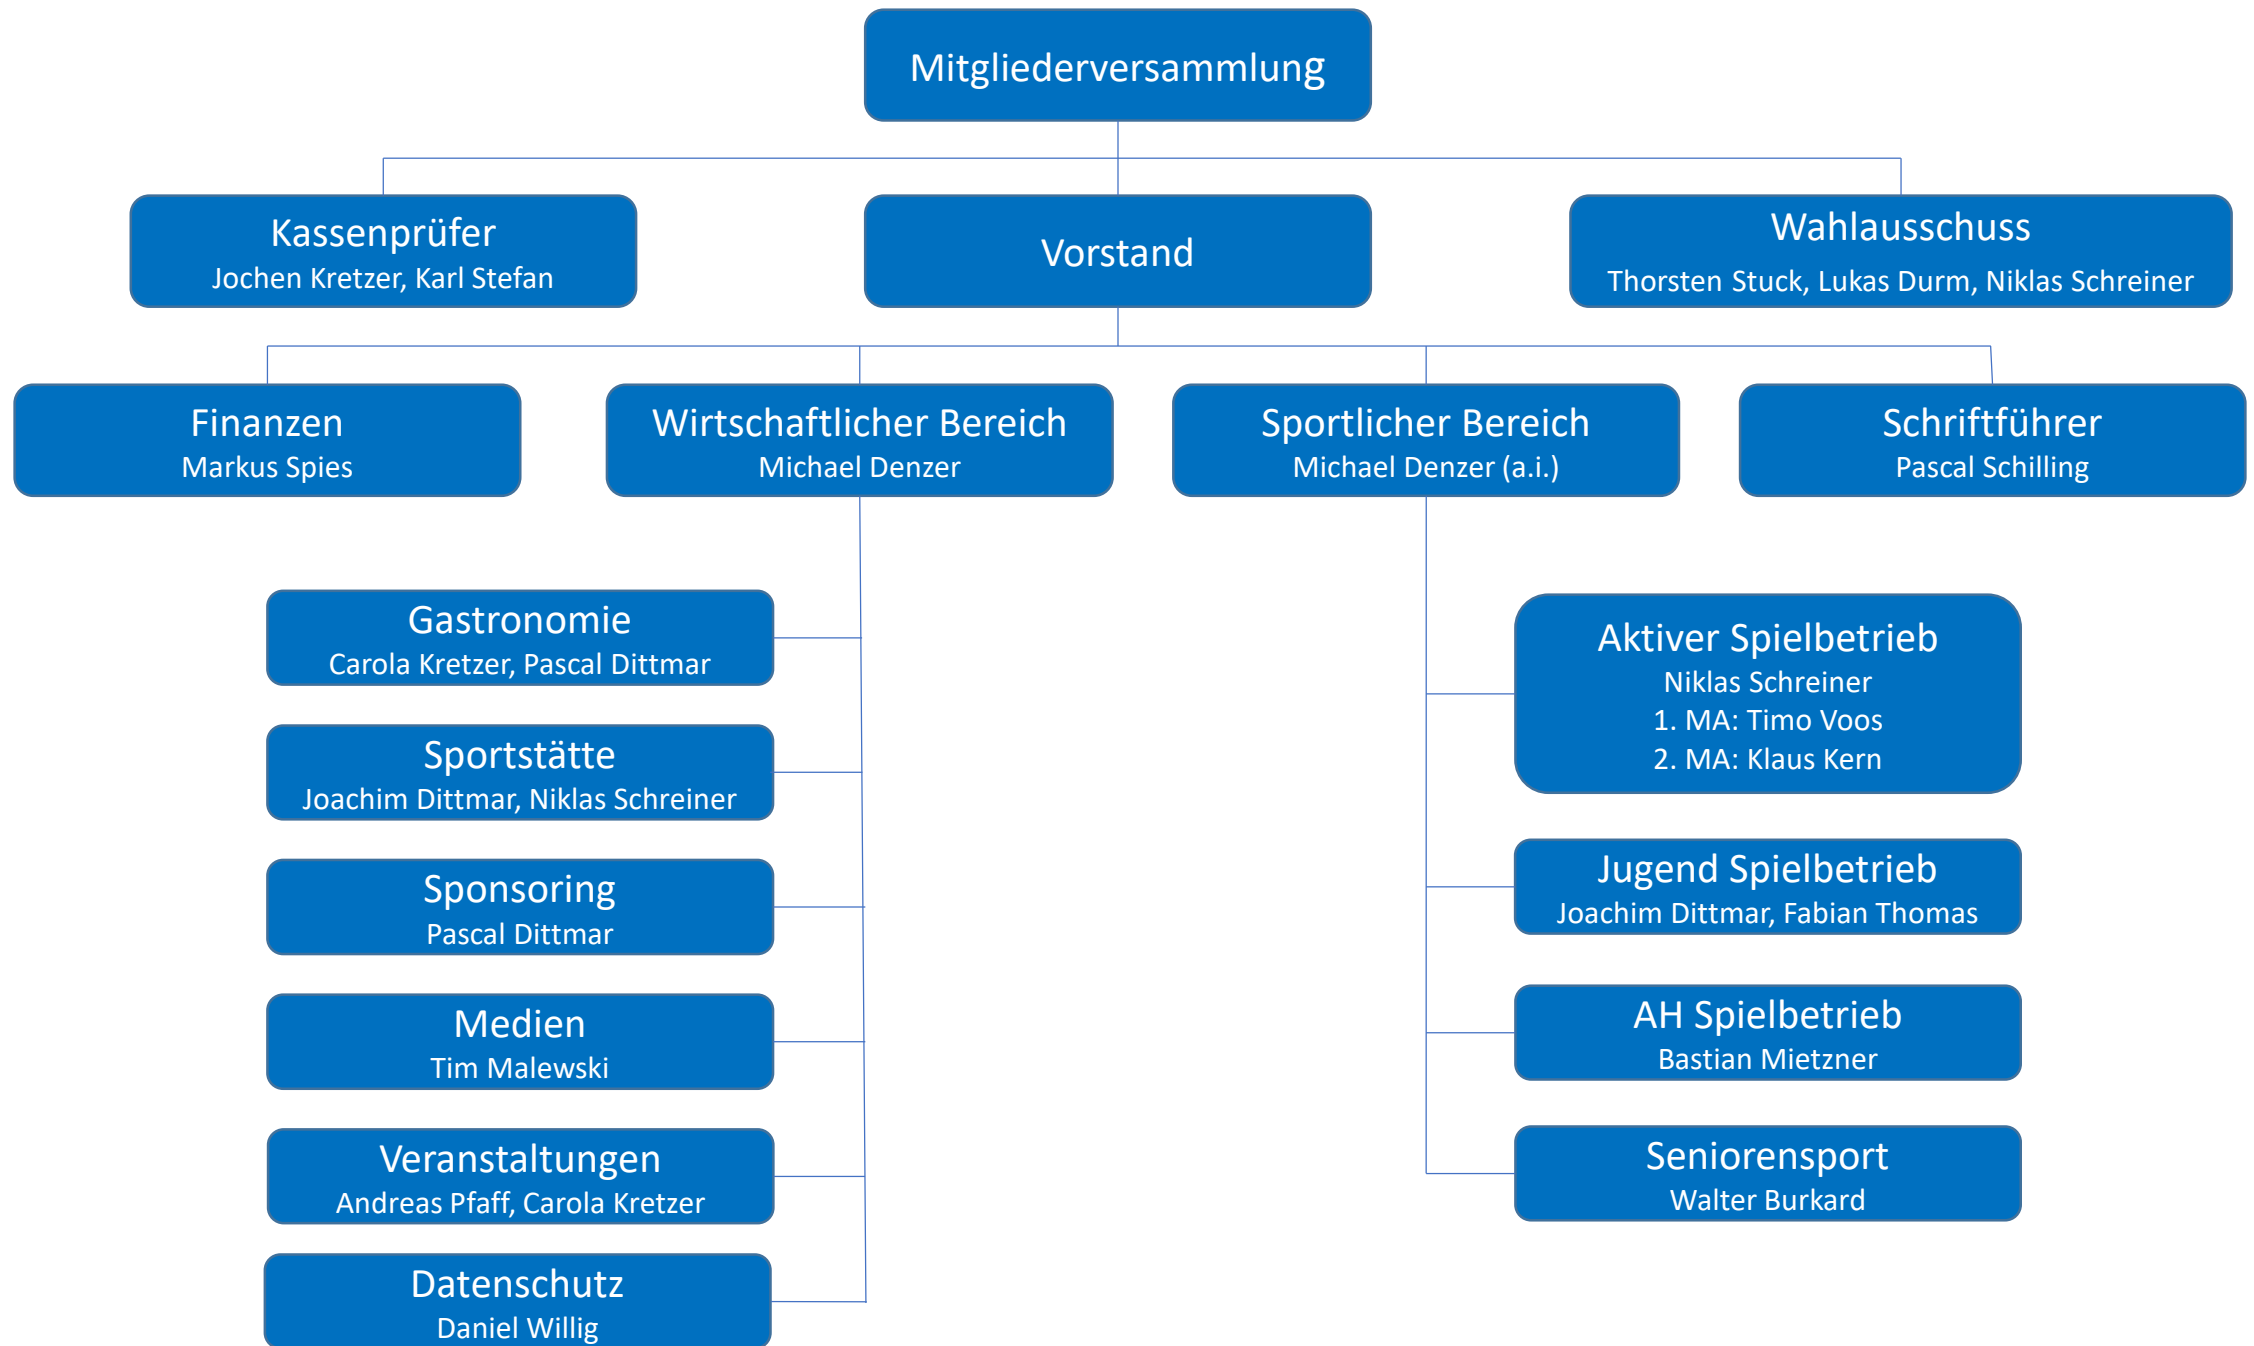 Mitgliederversammlung
Kassenprüfer
Jochen Kretzer, Karl Stefan
Vorstand
Wahlausschuss
Thorsten Stuck, Lukas Durm, Niklas Schreiner
Finanzen
Markus Spies
Wirtschaftlicher Bereich
Michael Denzer
Sportlicher Bereich
Michael Denzer (a.i.)
Schriftführer
Pascal Schilling
Gastronomie
Carola Kretzer, Pascal Dittmar
Sportstätte
Joachim Dittmar, Niklas Schreiner
Sponsoring
Pascal Dittmar
Medien
Tim Malewski
Veranstaltungen
Andreas Pfaff, Carola Kretzer
Datenschutz
Daniel Willig
Aktiver Spielbetrieb
Niklas Schreiner
1. MA: Timo Voos
2. MA: Klaus Kern
Jugend Spielbetrieb
Joachim Dittmar, Fabian Thomas
AH Spielbetrieb
Bastian Mietzner
Seniorensport
Walter Burkard